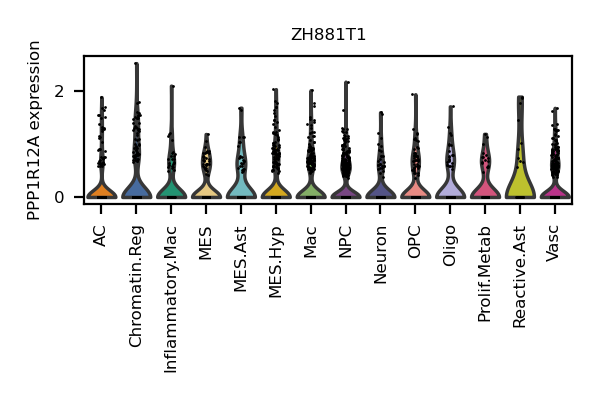 ZH881T1
PPP1R12A expression
2
0
AC
Chromatin.Reg
Inflammatory.Mac
MES
MES.Ast
MES.Hyp
Mac
NPC
Neuron
OPC
Oligo
Prolif.Metab
Reactive.Ast
Vasc